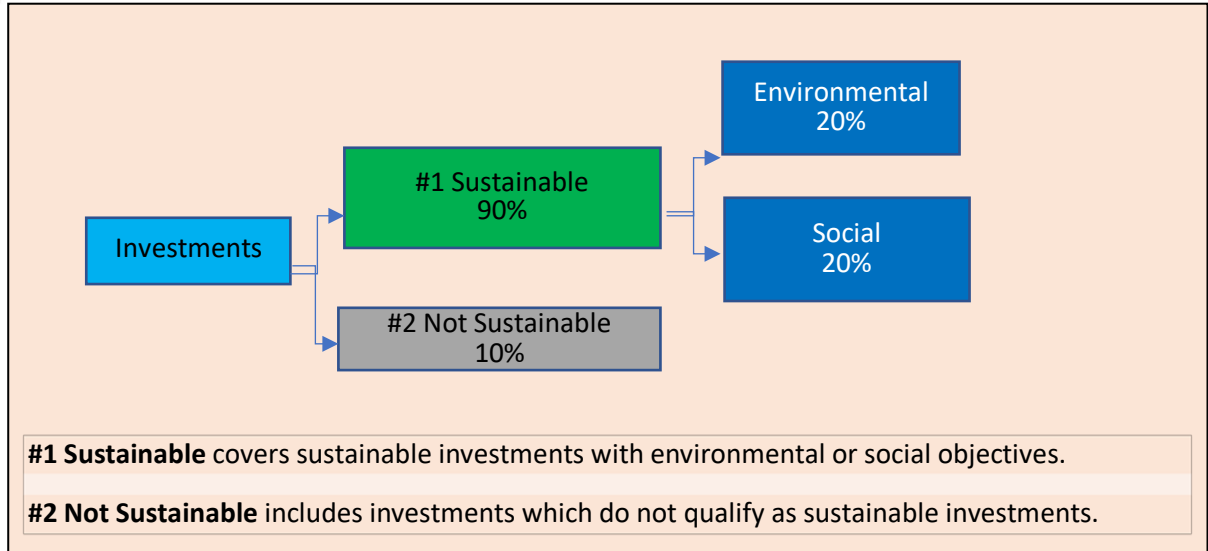 Environmental
20%
#1 Sustainable
90%
Investments
Social
20%
#2 Not Sustainable
10%
#1 Sustainable covers sustainable investments with environmental or social objectives.
#2 Not Sustainable includes investments which do not qualify as sustainable investments.